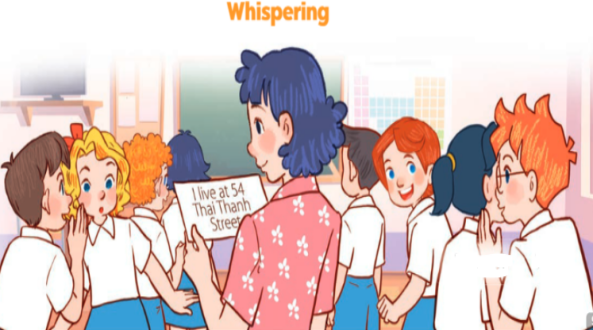 Whispering
I live at 54
Thai Thanh
Street